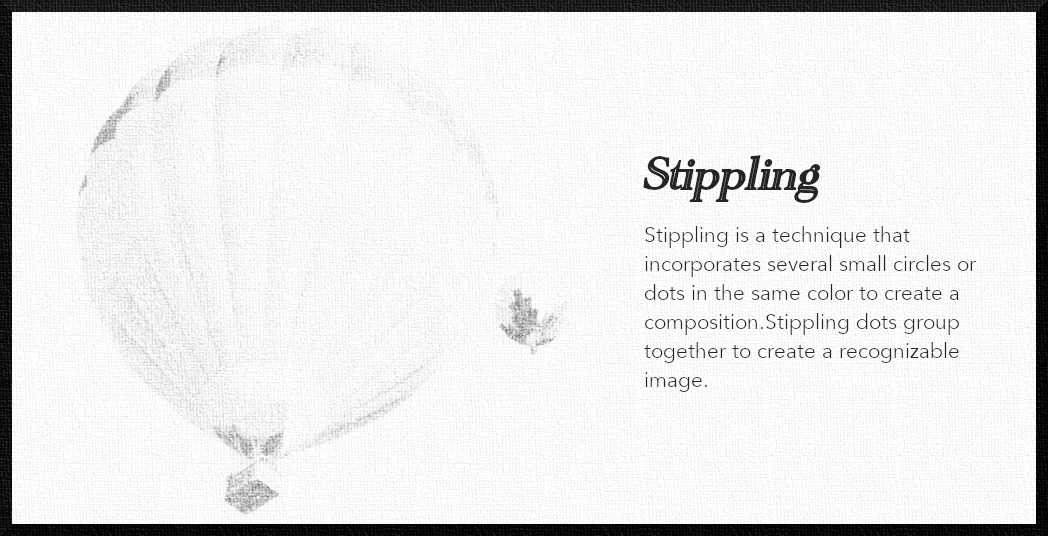 Stippling
Stippling is a technique that
incorporates several small circles or
dots in the same color to create a
composition.Stippling dots group
together to create a recognizable
image.